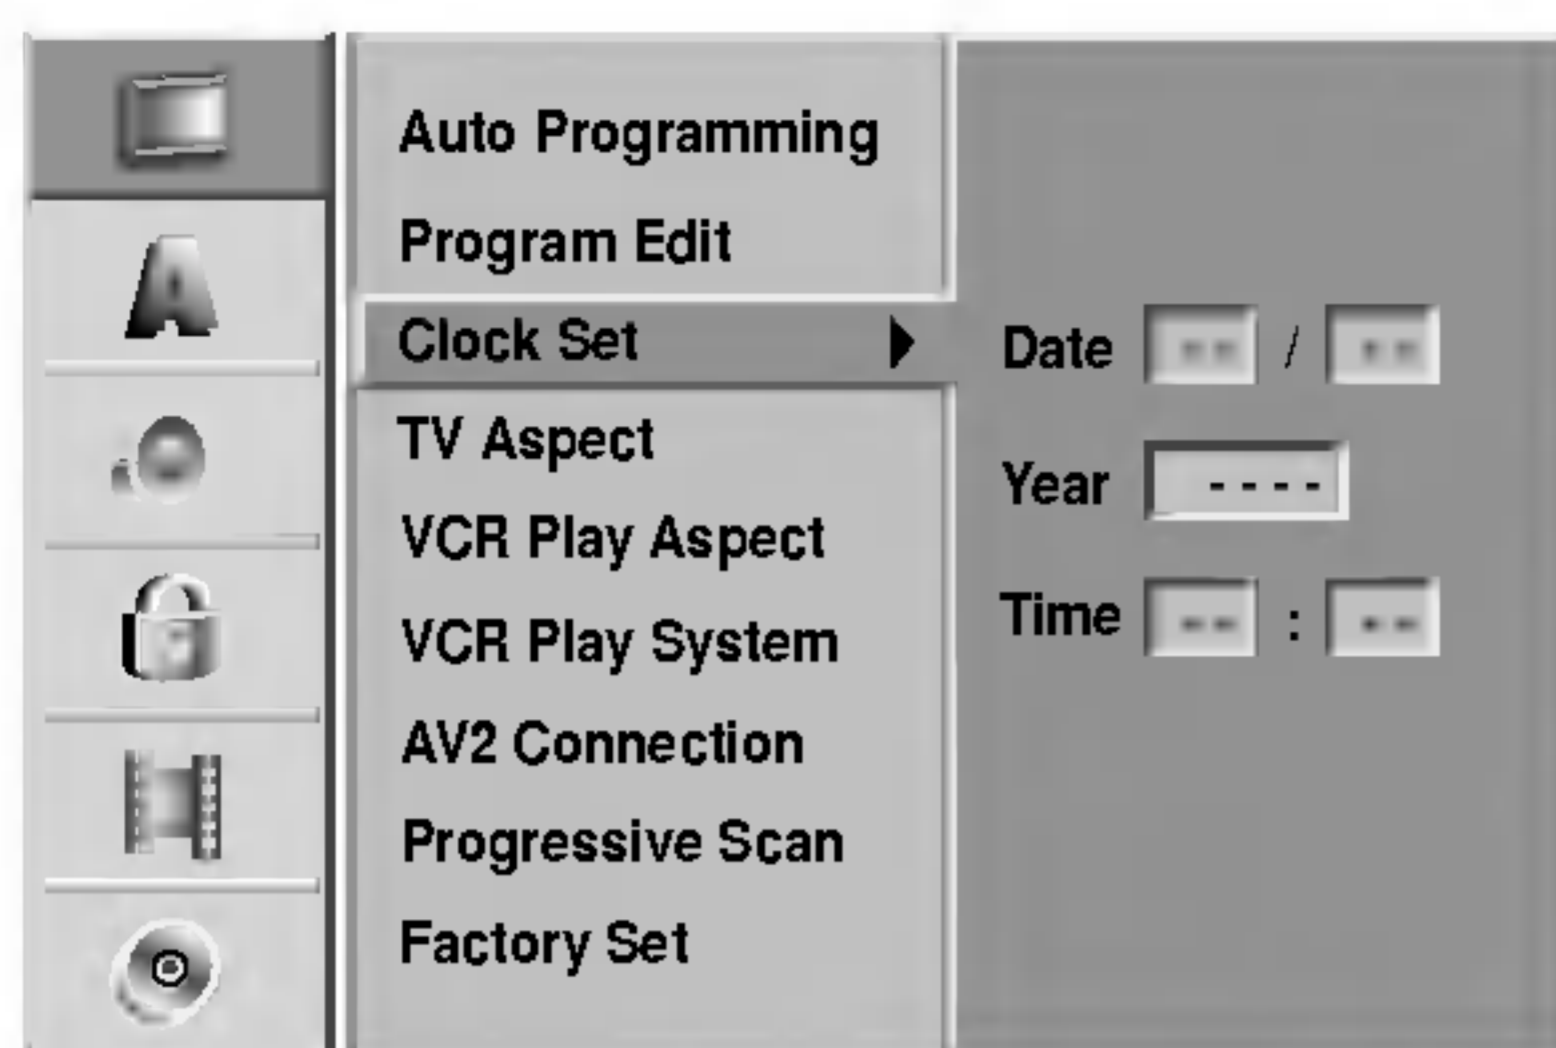 Auto Programming
Program Edit
Clock Set
TV Aspect
VCR Play Aspect
VCR Play System
AV2 Connection
Progressive Scan
Factory Set
Date -- / --
Year ----
Time -- : --